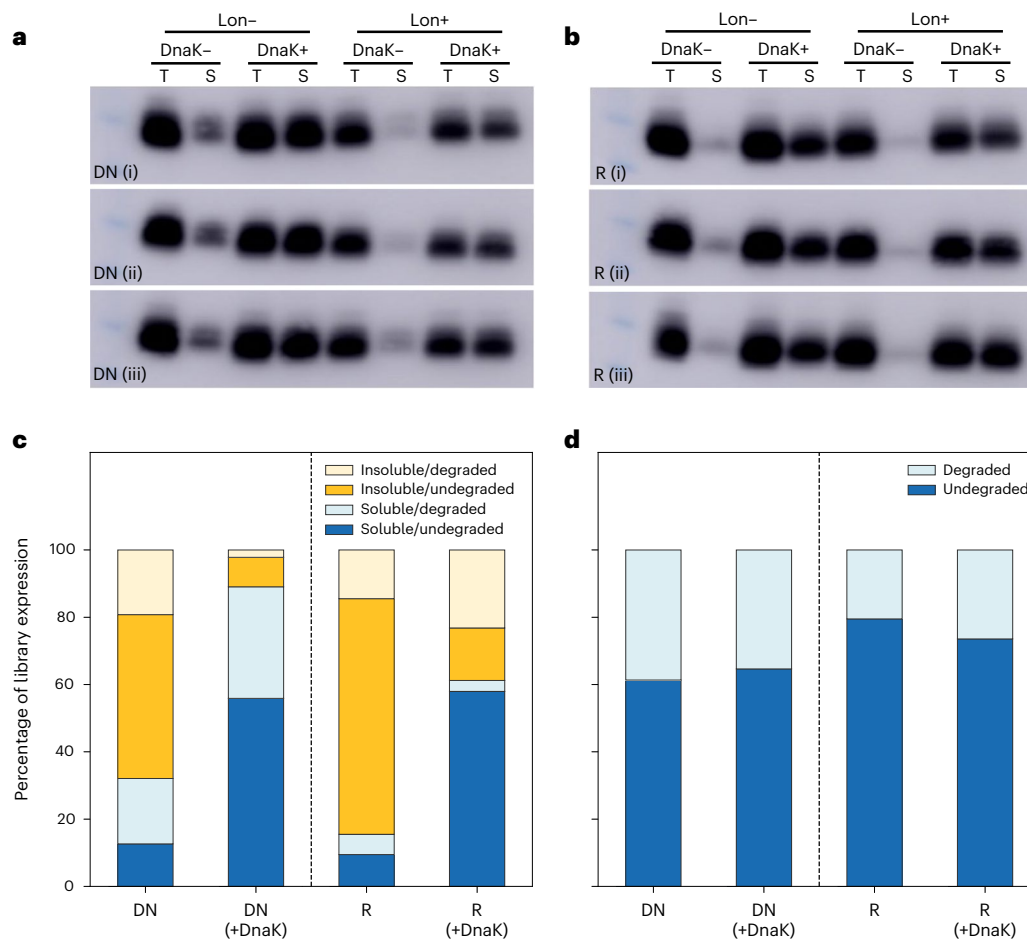 a
Lon– Lon+
DnaK– DnaK+ DnaK– DnaK+
T S T S T S T S
DN (i)
DN (ii)
DN (iii)
b
Lon– Lon+
DnaK– DnaK+ DnaK– DnaK+
T S T S T S T S
R (i)
R (ii)
R (iii)
c
Insoluble/degraded
Insoluble/undegraded
Soluble/degraded
Soluble/undegraded
Percentage of library expression
100
80
60
40
20
0
DN DN R R
(+DnaK) (+DnaK)
d
Degraded
Undegraded
DN DN R R
(+DnaK) (+DnaK)